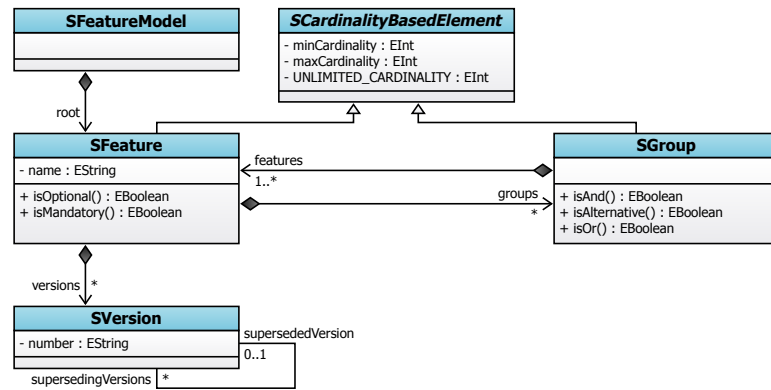 SFeatureModel
SCardinalityBasedElement
- minCardinality : EInt
- maxCardinality : EInt
- UNLIMITED_CARDINALITY : EInt
root
SFeature
- name : EString
+ isOptional() : EBoolean
+ isMandatory() : EBoolean
features
1..*
groups
*
SGroup
+ isAnd() : EBoolean
+ isAlternative() : EBoolean
+ isOr() : EBoolean
versions
*
SVersion
- number : EString
supersededVersion
0..1
supersedingVersions
*